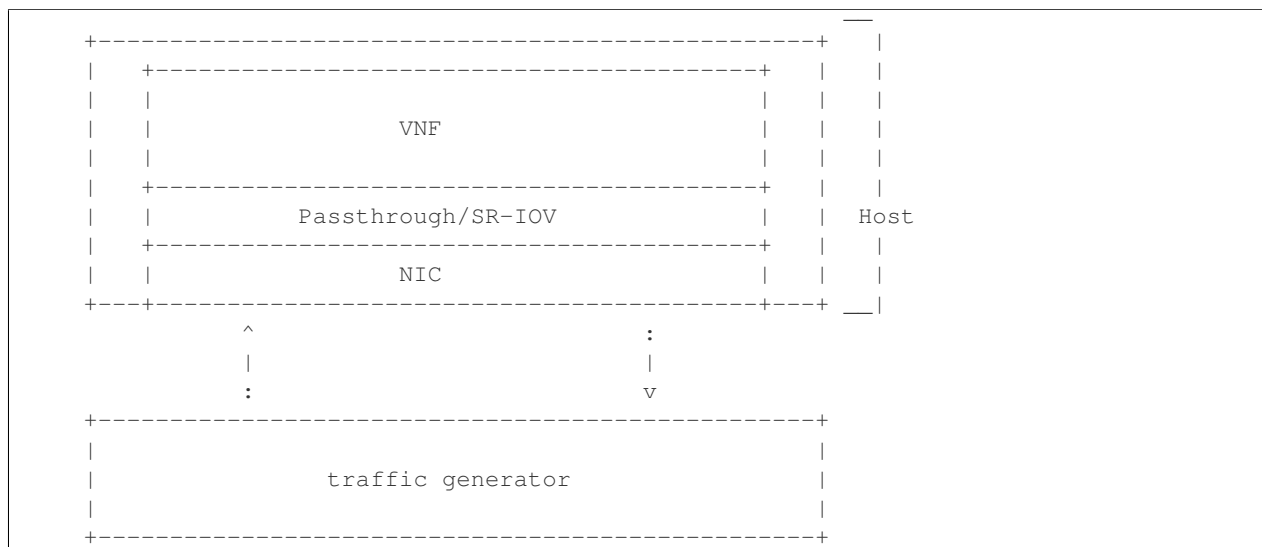 VNF
Passthrough/SR-IOV
Host
NIC
traffic generator